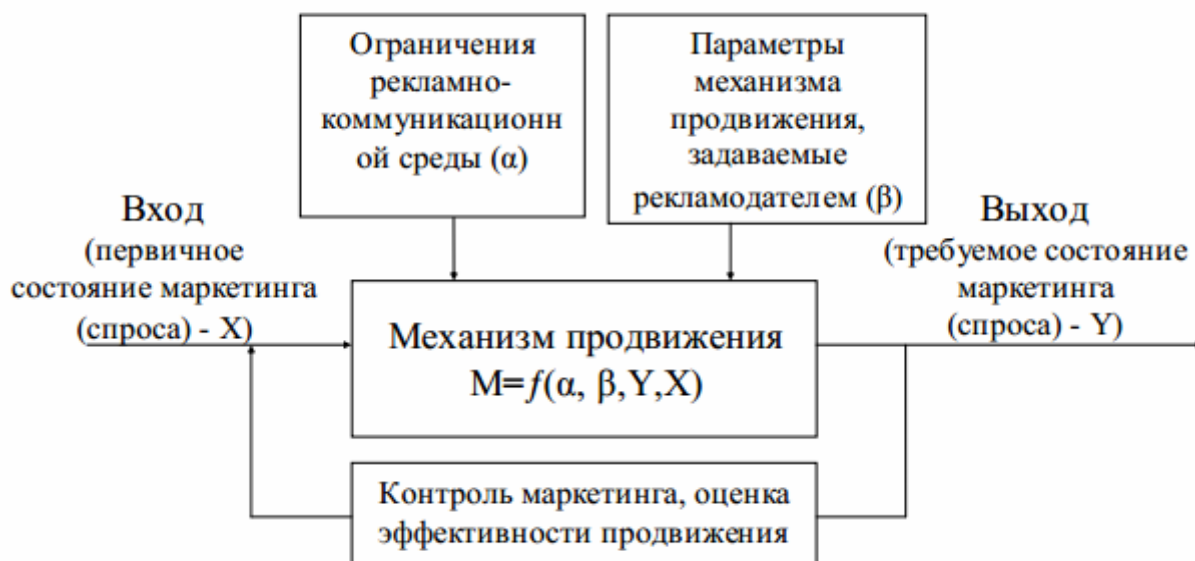 Ограничения
рекламно-
коммуникационн
ой среды (α)
Параметры
механизма
продвижения,
задаваемые
рекламодателем (β)
Вход
(первичное
состояние маркетинга
(спроса) - X)
Выход
(требуемое состояние
маркетинга
(спроса) - Y)
Механизм продвижения
M=f(α, β,Y,X)
Контроль маркетинга, оценка
эффективности продвижения